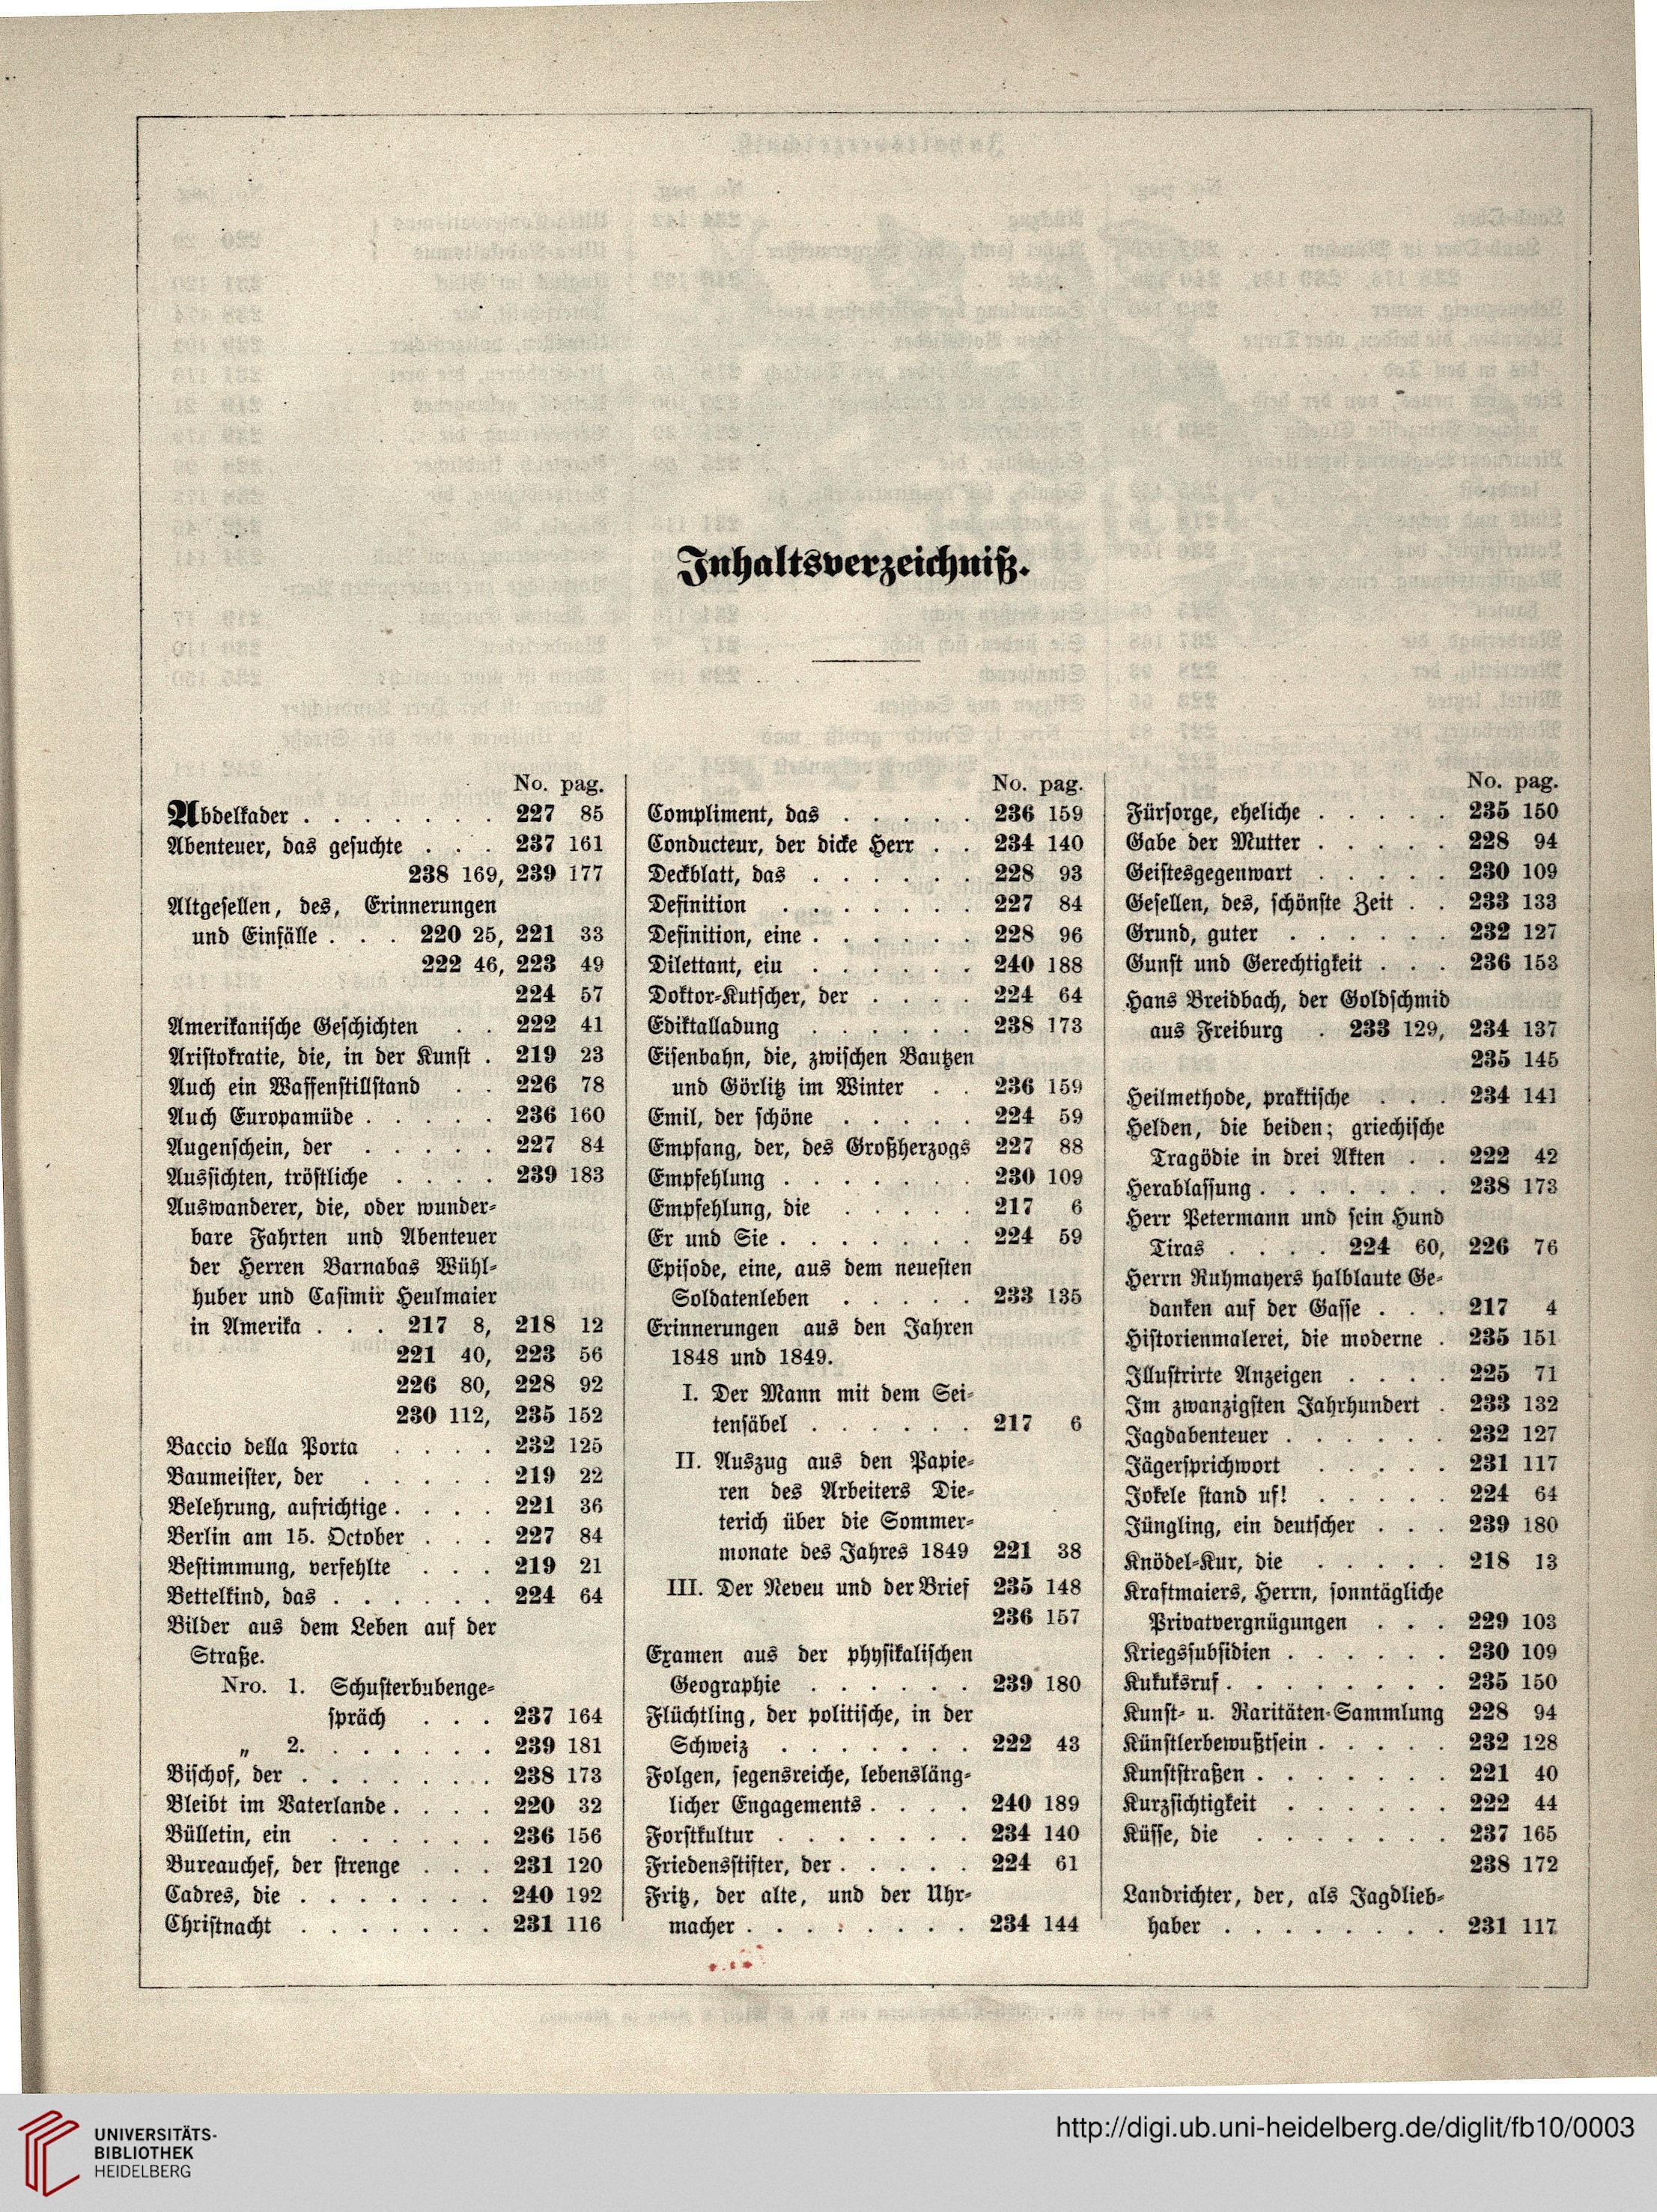 Inhaltsverzeichniß.
No. pag.
Abdelkader . . . . . . . 227 85
Abenteuer, das gesuchte . . . 237 161
238 169, 239 177
Altgesellen, des, Erinnerungen
und Einfälle . . . 220 25, 221 33
222 46, 223 49
224 57
Amerikanische Geschichten . . 222 41
Aristokratie, die, in der Kunst . 219 23
Auch ein Waffenstillstand . . 226 78
Auch Europamüde . . . . . 236 160
Augenschein, der . . . . . 227 84
Aussichten, tröstliche . . . . 239 183
Auswanderer, die, oder wunder-
bare Fahrten und Abenteuer
der Herren Barnabas Wühl-
huber und Casimir Heulmaier
in Amerika . . . 217 8, 218 12
221 40, 223 56
226 80, 228 92
230 112, 235 152
Baccio della Porta . . . . 232 125
Baumeister, der . . . . . 219 22
Belehrung, aufrichtige . . . . 221 36
Berlin am 15. October . . . 227 84
Bestimmung, verfehlte . . . 219 21
Bettelkind, das . . . . . . 224 64
Bilder aus dem Leben auf der
Straße.
Nro. 1. Schusterbubenge-
spräch . . . 237 164
„ 2. . . . . . . 239 181
Bischof, der . . . . . . . 238 173
Bleibt im Vaterlande . . . . 220 32
Bülletin, ein . . . . . . 236 156
Bureauchef, der strenge . . . 231 120
Cadres, die . . . . . . . 240 192
Christnacht . . . . . . . 231 116
No. pag.
Compliment, das . . . . . 236 159
Conducteur, der dicke Herr . . 234 140
Deckblatt, das . . . . . . 228 93
Definition . . . . . . . 227 84
Definition, eine . . . . . . 228 96
Dilettant, ein . . . . . . 240 188
Doktor-Kutscher, der . . . . 224 64
Ediktalladung . . . . . . 238 173
Eisenbahn, die, zwischen Bautzen
und Görlitz im Winter . . 236 159
Emil, der schöne . . . . . 224 59
Empfang, der, des Großherzogs 227 88
Empfehlung . . . . . . . 230 109
Empfehlung, die . . . . . 217 6
Er und Sie . . . . . . . 224 59
Episode, eine, aus dem neuesten
Soldatenleben . . . . . 233 135
Erinnerungen aus den Jahren
1848 und 1849.
I. Der Mann mit dem Sei-
tensäbel . . . . . . 217 6
II. Auszug aus den Papie-
ren des Arbeiters Die-
terich über die Sommer-
monate des Jahres 1849 221 38
III. Der Neveu und der Brief 235 148
236 157
Examen aus der physikalischen
Geographie . . . . . . 239 180
Flüchtling, der politische, in der
Schweiz . . . . . . . 222 43
Folgen, segensreiche, lebensläng-
licher Engagements . . . . 240 189
Forstkultur . . . . . . . 234 140
Friedensstifter, der . . . . . 224 61
Fritz, der alte, und der Uhr-
macher . . . . . . . . 234 144
No. pag.
Fürsorge, eheliche . . . . . 235 150
Gabe der Mutter . . . . . 228 94
Geistesgegenwart . . . . . 230 109
Gesellen, des, schönste Zeit . . 233 133
Grund, guter . . . . . . 232 127
Gunst und Gerechtigkeit . . . 236 153
Hans Breidbach, der Goldschmid
aus Freiburg . 233 129, 234 137
235 145
Heilmethode, praktische . . . 234 141
Helden, die beiden; griechische
Tragödie in drei Akten . . 222 42
Herablassung . . . . . . . 238 173
Herr Petermann und sein Hund
Tiras . . . . 224 60, 226 76
Herrn Ruhmayers halblaute Ge-
danken auf der Gasse . . . 217 4
Historienmalerei, die moderne . 235 151
Illustrirte Anzeigen . . . . 225 71
Im zwanzigsten Jahrhundert . 233 132
Jagdabenteuer . . . . . . 232 127
Jägersprichwort . . . . . 231 117
Jokele stand uf! . . . . . 224 64
Jüngling, ein deutscher . . . 239 180
Knödel-Kur, die . . . . . 218 13
Kraftmaiers, Herrn, sonntägliche
Privatvergnügungen . . . 229 103
Kriegssubsidien . . . . . . 230 109
Kukuksruf . . . . . . . . 235 150
Kunst- u. Raritäten-Sammlung 228 94
Künstlerbewußtsein . . . . . 232 128
Kunststraßen . . . . . . . 221 40
Kurzsichtigkeit . . . . . . 222 44
Küsse, die . . . . . . . 237 165
238 172
Landrichter, der, als Jagdlieb-
haber . . . . . . . . 231 117
UNIVERSITÄTS-
BIBLIOTHEK
HEIDELBERG
http://digi.ub.uni-heidelberg.de/diglit/fb10/0003